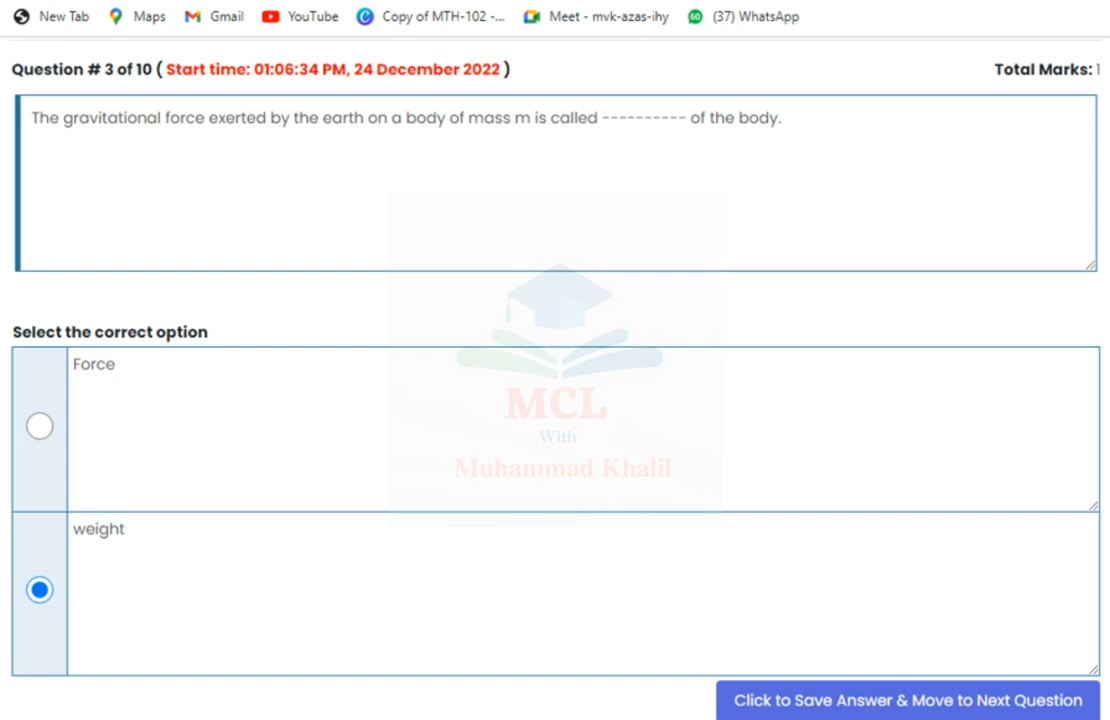 New Tab Maps Gmail YouTube Copy of MTH-102 -... Meet - mvk-azas-ihy (37) WhatsApp
Question # 3 of 10 ( Start time: 01:06:34 PM, 24 December 2022 ) Total Marks: 1
The gravitational force exerted by the earth on a body of mass m is called ---------- of the body.
Select the correct option
Force
MCL
With
Muhammad Khalil
weight
Click to Save Answer & Move to Next Question